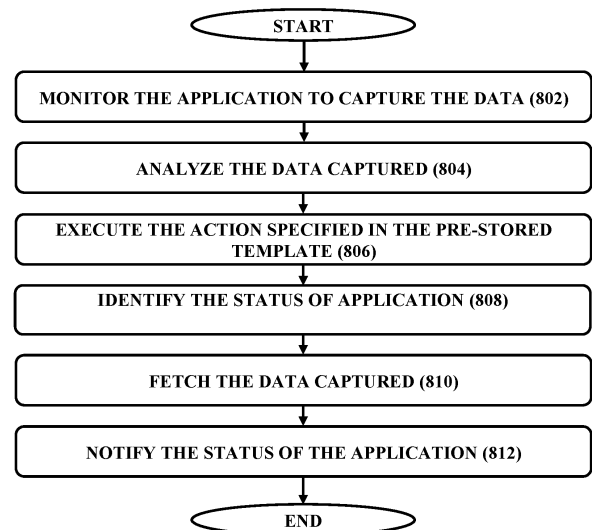 START
MONITOR THE APPLICATION TO CAPTURE THE DATA (802)
ANALYZE THE DATA CAPTURED (804)
EXECUTE THE ACTION SPECIFIED IN THE PRE-STORED
TEMPLATE (806)
IDENTIFY THE STATUS OF APPLICATION (808)
FETCH THE DATA CAPTURED (810)
NOTIFY THE STATUS OF THE APPLICATION (812)
END